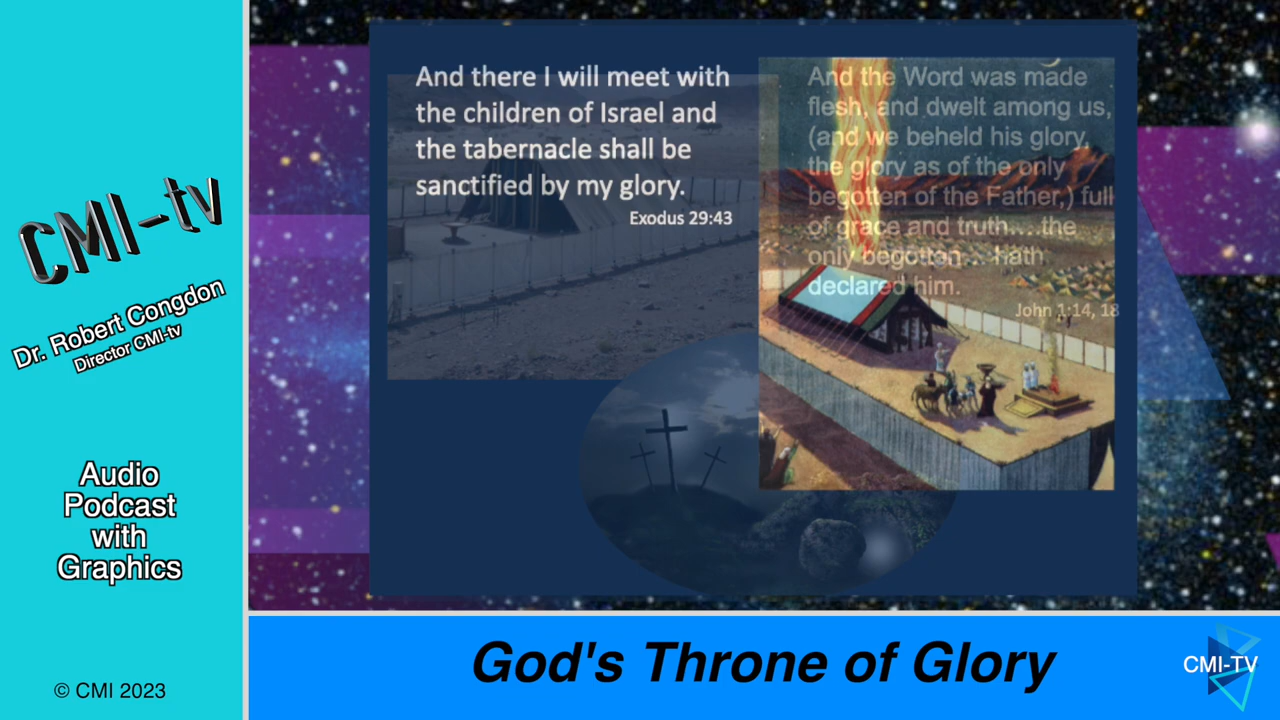 CMI-tv
Dr. Robert Congdon
Director CMI-tv
Audio
Podcast
with
Graphics
© CMI 2023
And there I will meet with
the children of Israel and
the tabernacle shall be
sanctified by my glory.
Exodus 29:43
And the Word was made
flesh, and dwelt among us,
(and we beheld his glory,
the glory as of the only
begotten of the Father,) full
of grace and truth....the
only begotten... Hath
declared him.
John 1:14, 18
God's Throne of Glory
CMI-TV